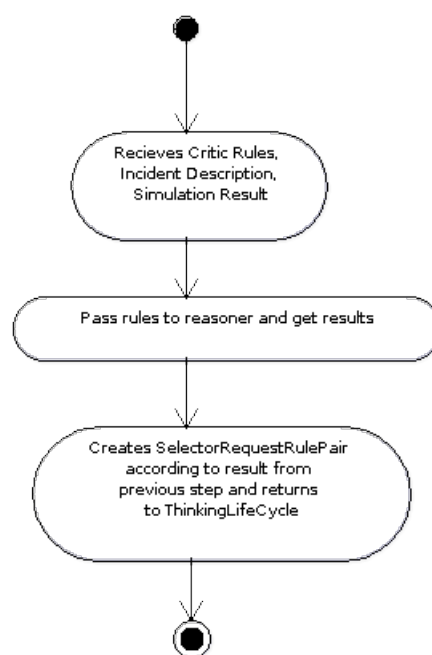 Recieves Critic Rules,
Incident Description,
Simulation Result
Pass rules to reasoner and get results
Creates SelectorRequestRulePair
according to result from
previous step and returns
to ThinkingLifeCycle